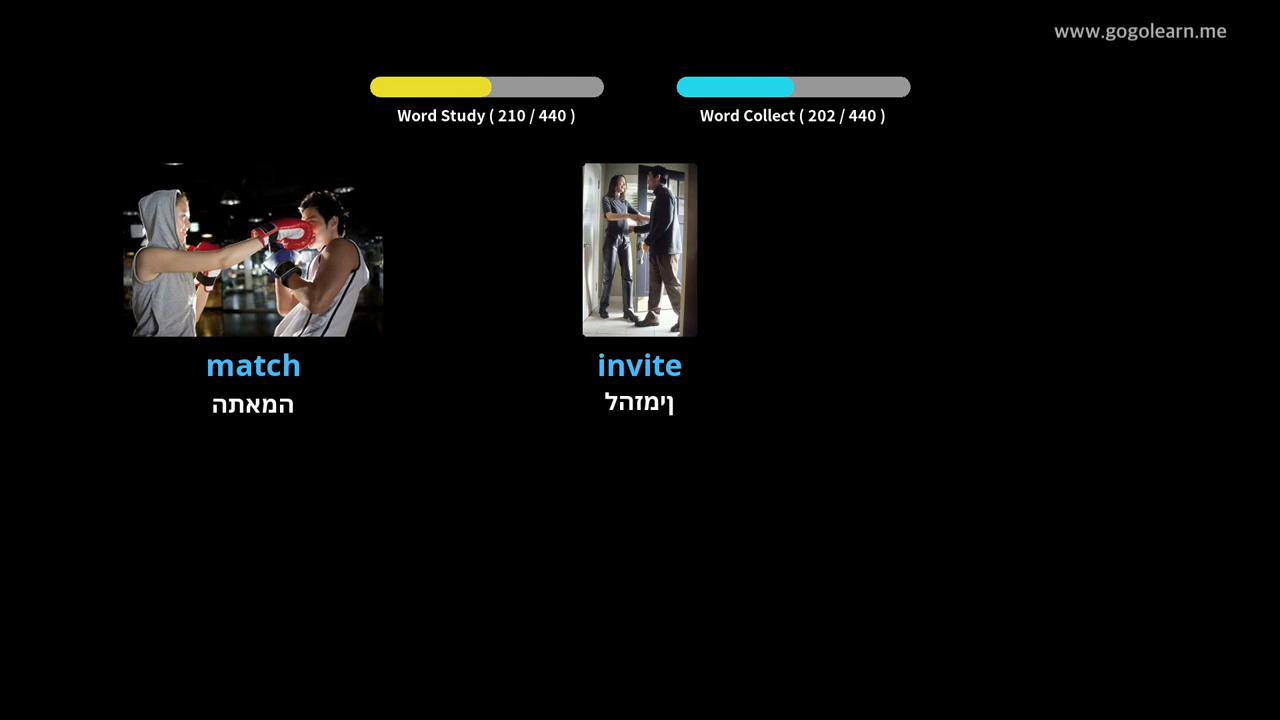 www.gogolearn.me
Word Study ( 210 / 440 )
Word Collect ( 202 / 440 )
match
המאתה
invite
ןימזהל